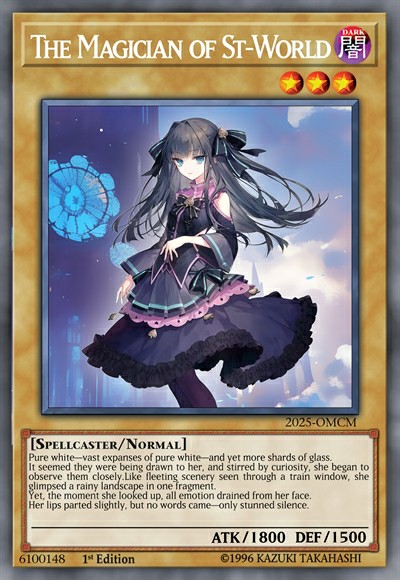 THE MAGICIAN OF ST-WORLD
DARK
闇
2025-OMCM
[SPELLCASTER/NORMAL]
Pure white—vast expanses of pure white—and yet more shards of glass.
It seemed they were being drawn to her, and stirred by curiosity, she began to
observe them closely.Like fleeting scenery seen through a train window, she
glimpsed a rainy landscape in one fragment.
Yet, the moment she looked up, all emotion drained from her face.
Her lips parted slightly, but no words came—only stunned silence.
ATK/1800 DEF/1500
6100148 1st Edition ©1996 KAZUKI TAKAHASHI